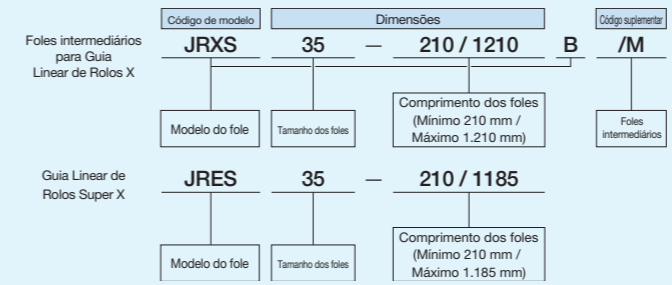 Código de modelo Dimensões Código suplementar
Foles intermediários
para Guia
Linear de Rolos X
JRXS 35 — 210 / 1210 B /M
Modelo do fole
Tamanho dos foles
Comprimento dos foles
(Mínimo 210 mm /
Máximo 1.210 mm)
Foles
intermediários
Guia Linear de
Rolos Super X
JRES 35 — 210 / 1185
Modelo do fole
Tamanho dos foles
Comprimento dos foles
(Mínimo 210 mm /
Máximo 1.185 mm)